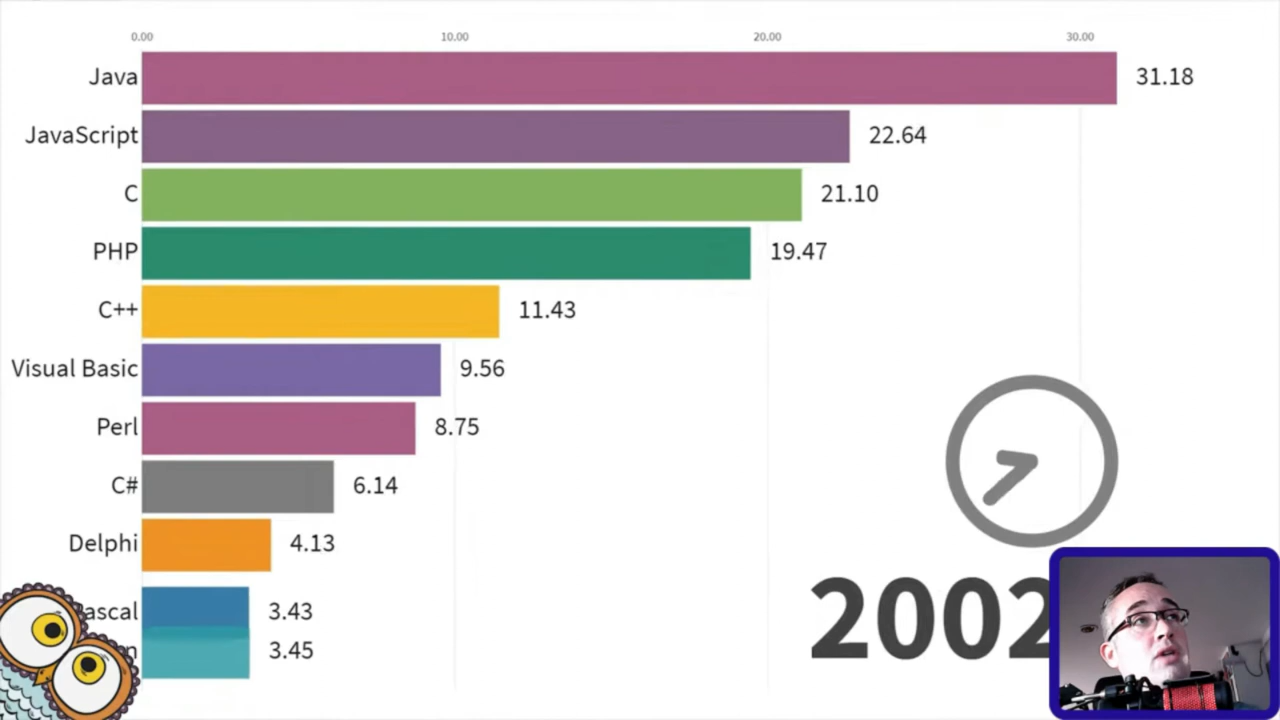 0.00 10.00 20.00 30.00
Java 31.18
JavaScript 22.64
C 21.10
PHP 19.47
C++ 11.43
Visual Basic 9.56
Perl 8.75
C# 6.14
Delphi 4.13
3.43
3.45
2002